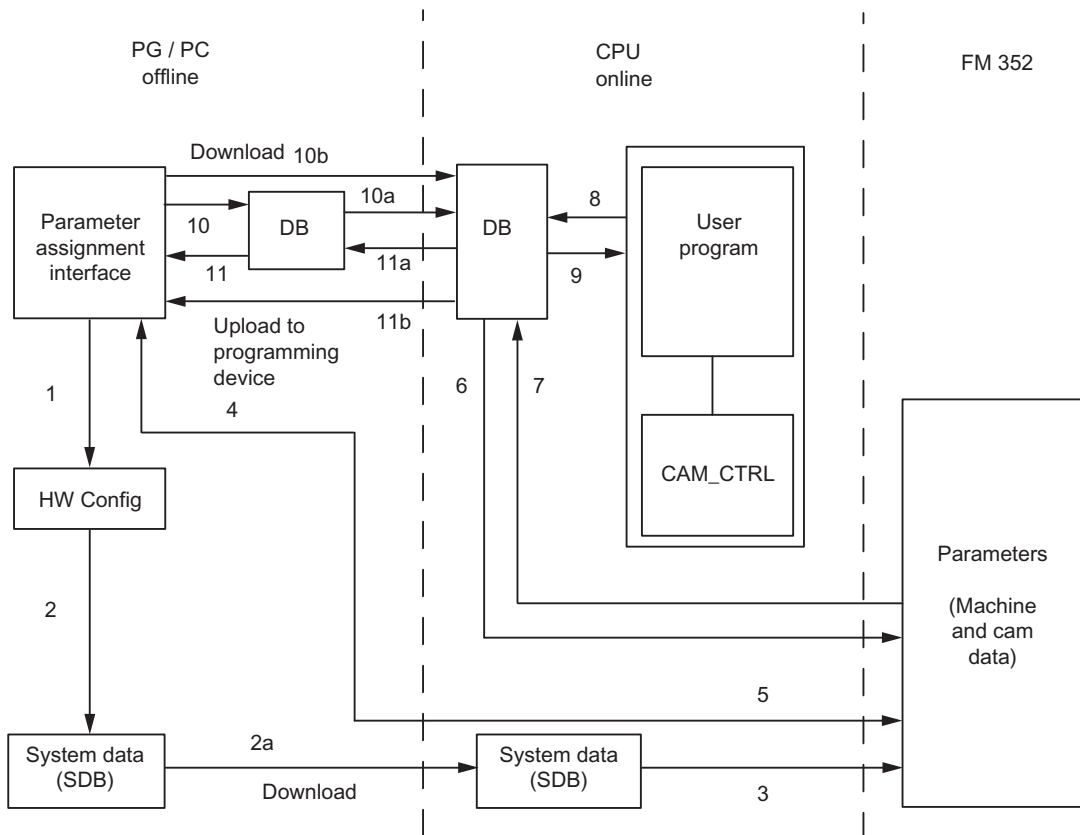 PG / PC
offline
CPU
online
FM 352
Download 10b
Parameter
assignment
interface
10
DB
10a
11
11a
DB
8
9
User
program
11b
Upload to
programming
device
4
1
6
7
CAM_CTRL
HW Config
2
Parameters
(Machine
and cam
data)
5
System data
(SDB)
2a
Download
System data
(SDB)
3